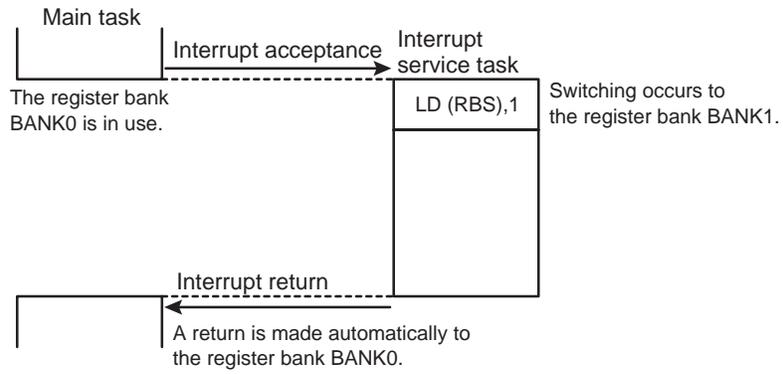 Main task
Interrupt acceptance
Interrupt
service task
The register bank
BANK0 is in use.
LD (RBS),1
Switching occurs to
the register bank BANK1.
Interrupt return
A return is made automatically to
the register bank BANK0.